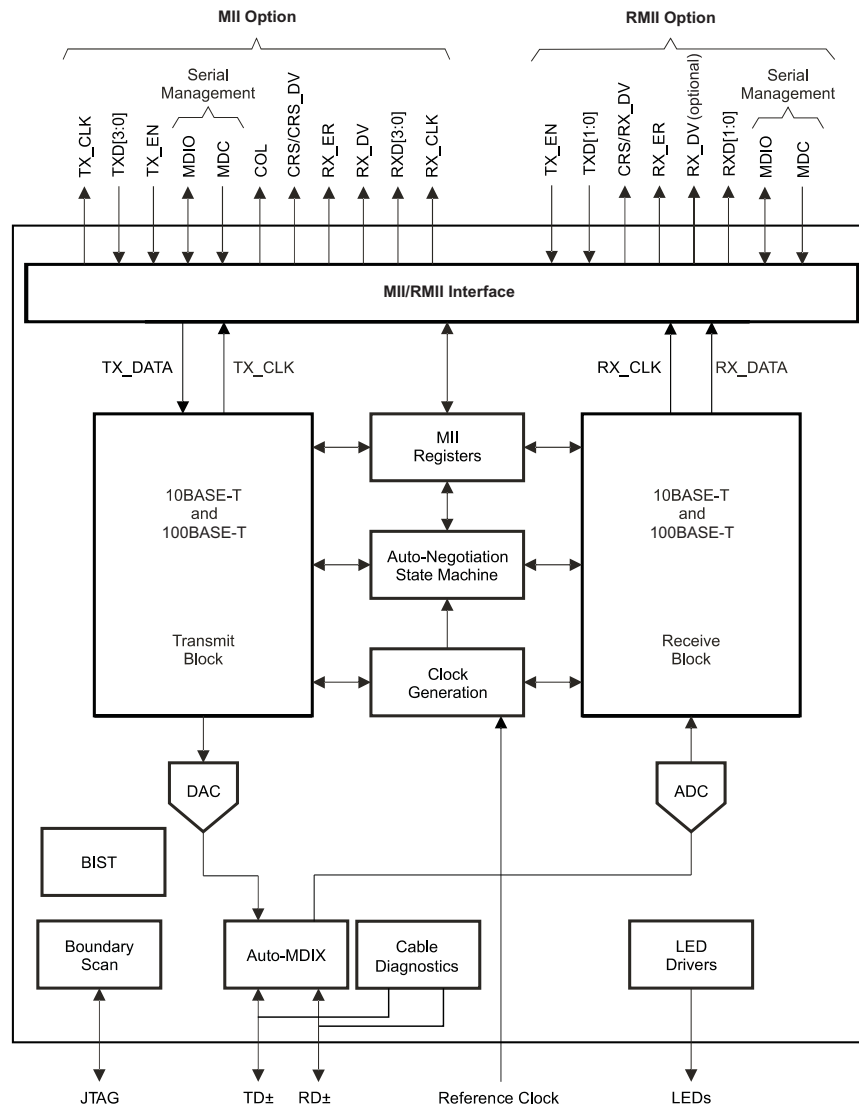 MII Option
RMII Option
Serial
Management
Serial
Management
TX_CLK
TXD[3:0]
TX_EN
MDIO
MDC
COL
CRS/CRS_DV
RX_ER
RX_DV
RXD[3:0]
RX_CLK
TX_EN
TXD[1:0]
CRS/RX_DV
RX_ER
RX_DV (optional)
RXD[1:0]
MDIO
MDC
MII/RMII Interface
TX_DATA
TX_CLK
RX_CLK
RX_DATA
10BASE-T
and
100BASE-T
Transmit
Block
MII
Registers
Auto-Negotiation
State Machine
Clock
Generation
10BASE-T
and
100BASE-T
Receive
Block
DAC
ADC
BIST
Boundary
Scan
Auto-MDIX
Cable
Diagnostics
LED
Drivers
JTAG
TD±
RD±
Reference Clock
LEDs